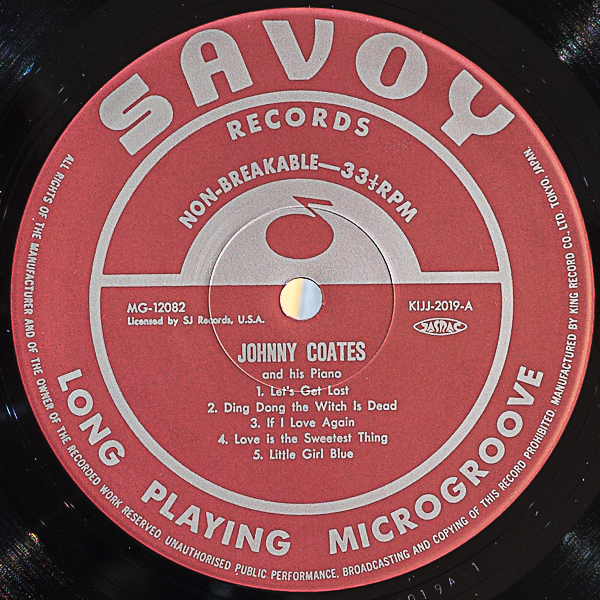 SAVOY
RECORDS
NON-BREAKABLE—33⅓RPM
MG-12082
Licensed by SJ Records, U.S.A.
KIJJ-2019-A
JASRAC
JOHNNY COATES
and his Piano
1. Let's Get Lost
2. Ding Dong the Witch Is Dead
3. If I Love Again
4. Love is the Sweetest Thing
5. Little Girl Blue
LONG PLAYING MICROGROOVE
ALL RIGHTS OF THE MANUFACTURER AND OF THE OWNER OF THE RECORDED WORK RESERVED. UNAUTHORISED PUBLIC PERFORMANCE, BROADCASTING AND COPYING OF THIS RECORD PROHIBITED. MANUFACTURED BY KING RECORD CO., LTD. TOKYO, JAPAN.
019A-1